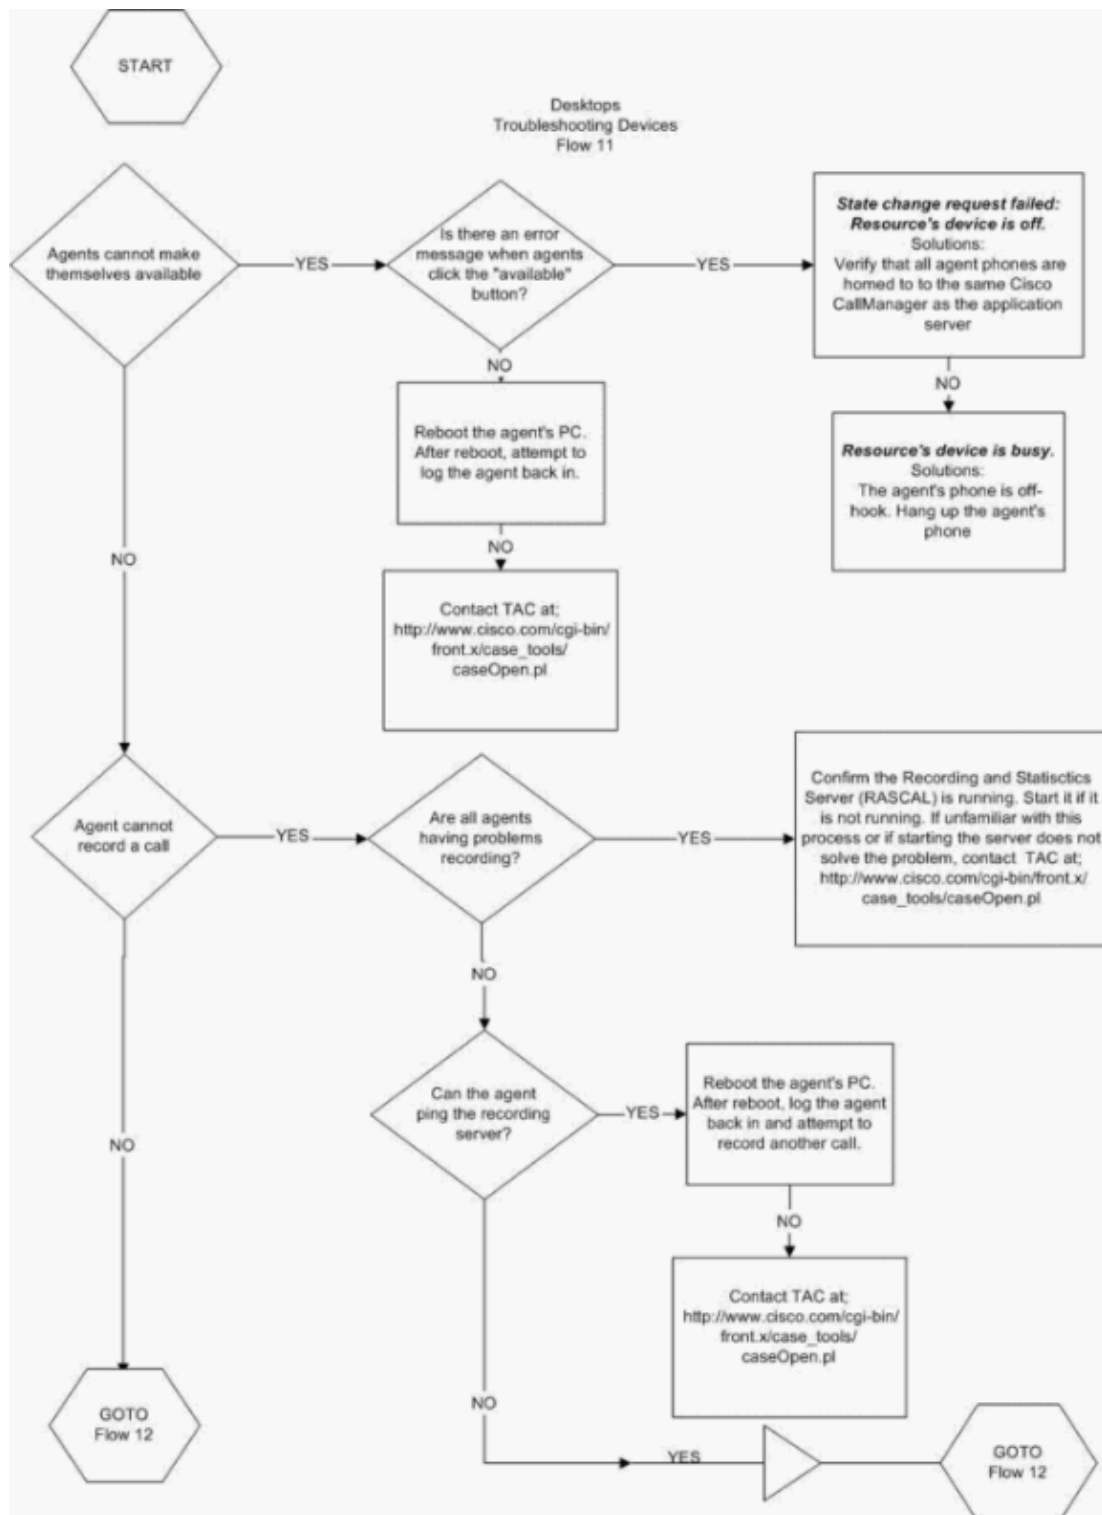 START
Desktops
Troubleshooting Devices
Flow 11
Agents cannot make
themselves available
YES
Is there an error
message when agents
click the "available"
button?
YES
State change request failed:
Resource's device is off.
Solutions:
Verify that all agent phones are
homed to to the same Cisco
CallManager as the application
server
NO
Resource's device is busy.
Solutions:
The agent's phone is off-
hook. Hang up the agent's
phone
NO
Reboot the agent's PC.
After reboot, attempt to
log the agent back in.
NO
Contact TAC at;
http://www.cisco.com/cgi-bin/
front.x/case_tools/
caseOpen.pl
NO
Agent cannot
record a call
YES
Are all agents
having problems
recording?
YES
Confirm the Recording and Statisctics
Server (RASCAL) is running. Start it if it
is not running. If unfamiliar with this
process or if starting the server does not
solve the problem, contact TAC at;
http://www.cisco.com/cgi-bin/front.x/
case_tools/caseOpen.pl
NO
Can the agent
ping the recording
server?
YES
Reboot the agent's PC.
After reboot, log the agent
back in and attempt to
record another call.
NO
Contact TAC at;
http://www.cisco.com/cgi-bin/
front.x/case_tools/
caseOpen.pl
NO
NO
YES
GOTO
Flow 12
GOTO
Flow 12